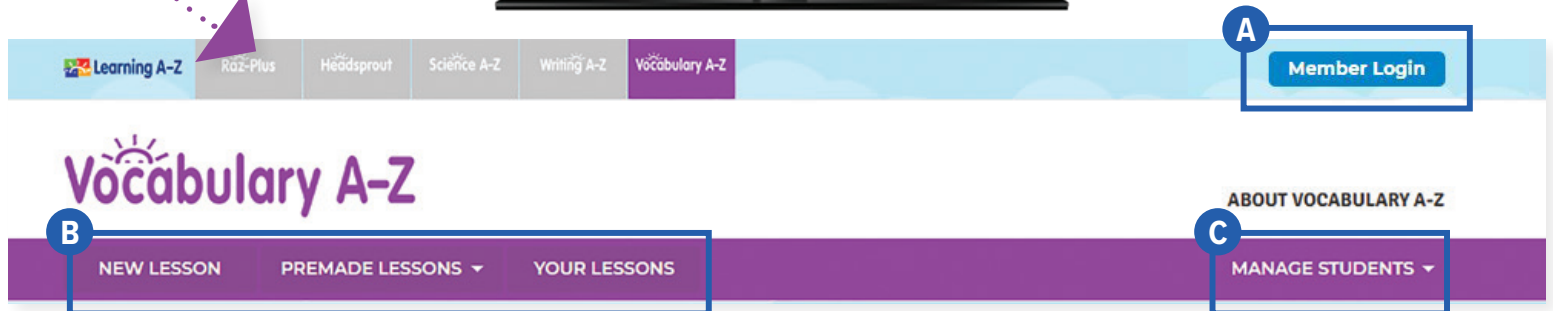 A
Learning A–Z Raz-Plus Headsprout Science A-Z Writing A-Z Vocabulary A-Z Member Login
Vocabulary A–Z
ABOUT VOCABULARY A-Z
B C
NEW LESSON PREMADE LESSONS YOUR LESSONS MANAGE STUDENTS